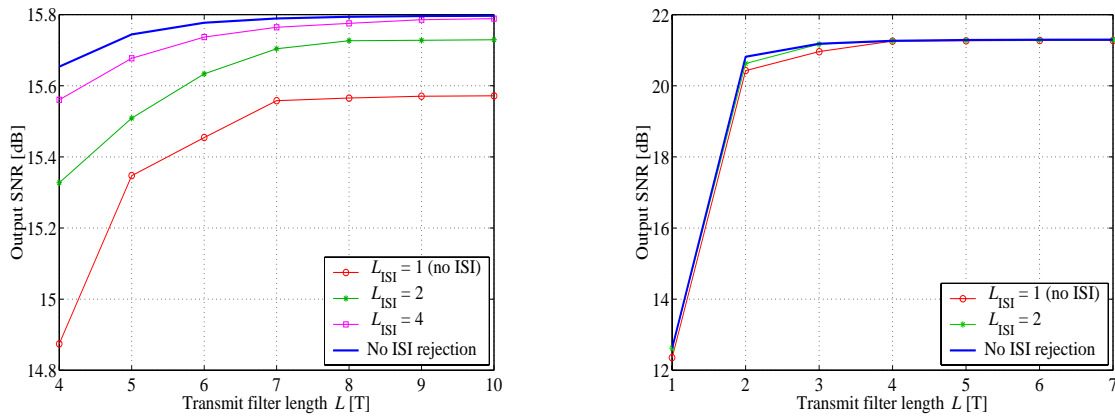 15.8
15.6
15.4
15.2
15
14.8
Output SNR [dB]
4 5 6 7 8 9 10
Transmit filter length L [T]
L_ISI = 1 (no ISI)
L_ISI = 2
L_ISI = 4
No ISI rejection
22
20
18
16
14
12
Output SNR [dB]
1 2 3 4 5 6 7
Transmit filter length L [T]
L_ISI = 1 (no ISI)
L_ISI = 2
No ISI rejection